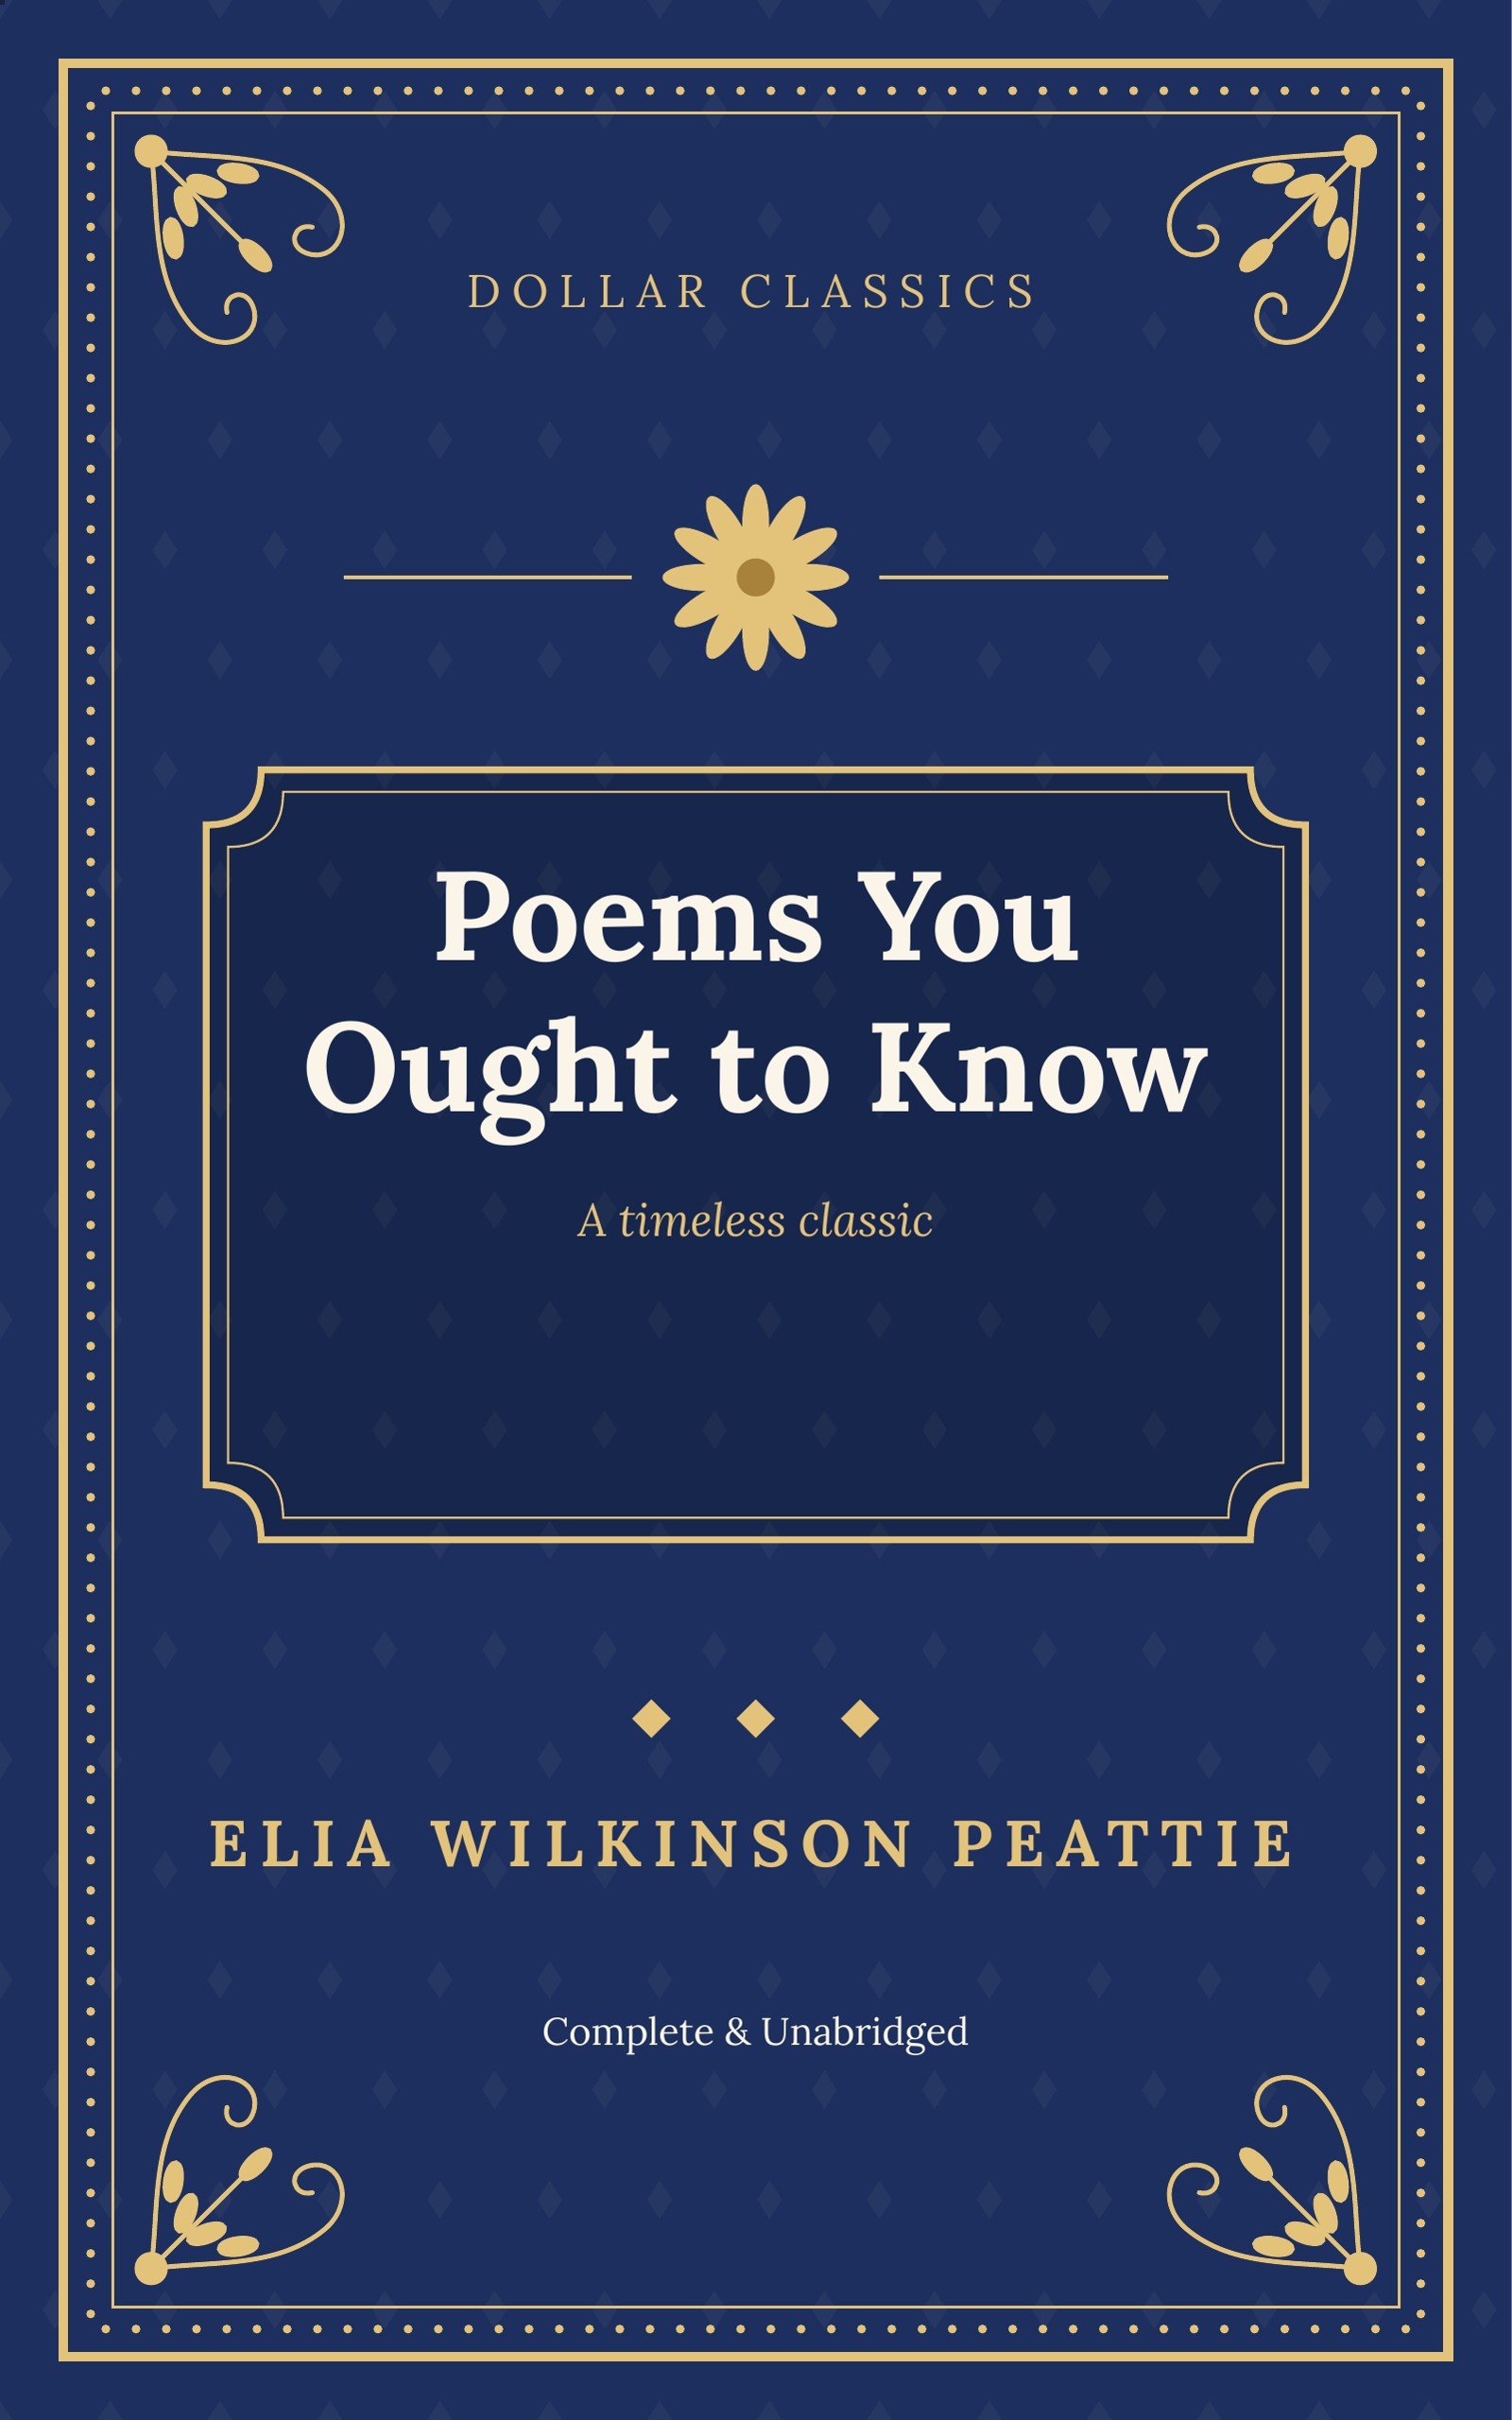 DOLLAR CLASSICS
Poems You
Ought to Know
A timeless classic
ELIA WILKINSON PEATTIE
Complete & Unabridged